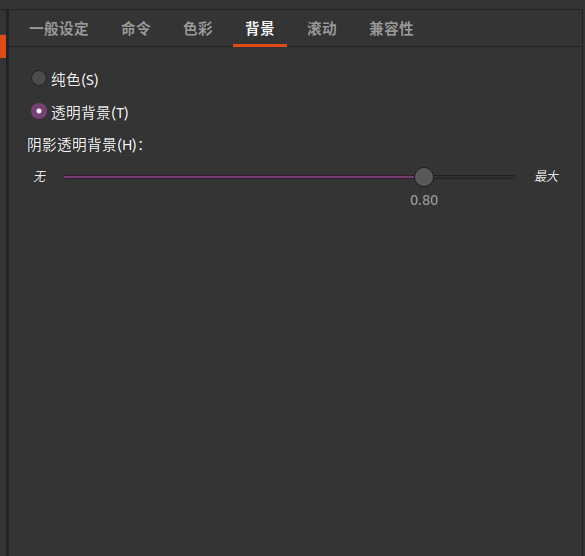 一般设定 命令 色彩 背景 滚动 兼容性
纯色(S)
透明背景(T)
阴影透明背景(H):
无 最大
0.80